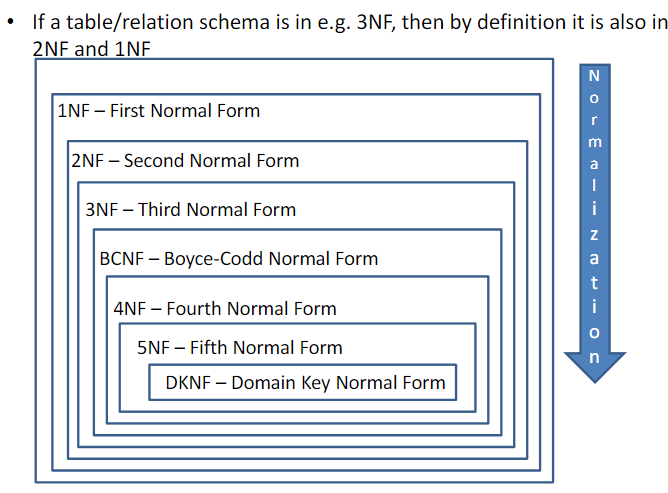 • If a table/relation schema is in e.g. 3NF, then by definition it is also in
2NF and 1NF
1NF – First Normal Form
2NF – Second Normal Form
3NF – Third Normal Form
BCNF – Boyce-Codd Normal Form
4NF – Fourth Normal Form
5NF – Fifth Normal Form
DKNF – Domain Key Normal Form
Normalization